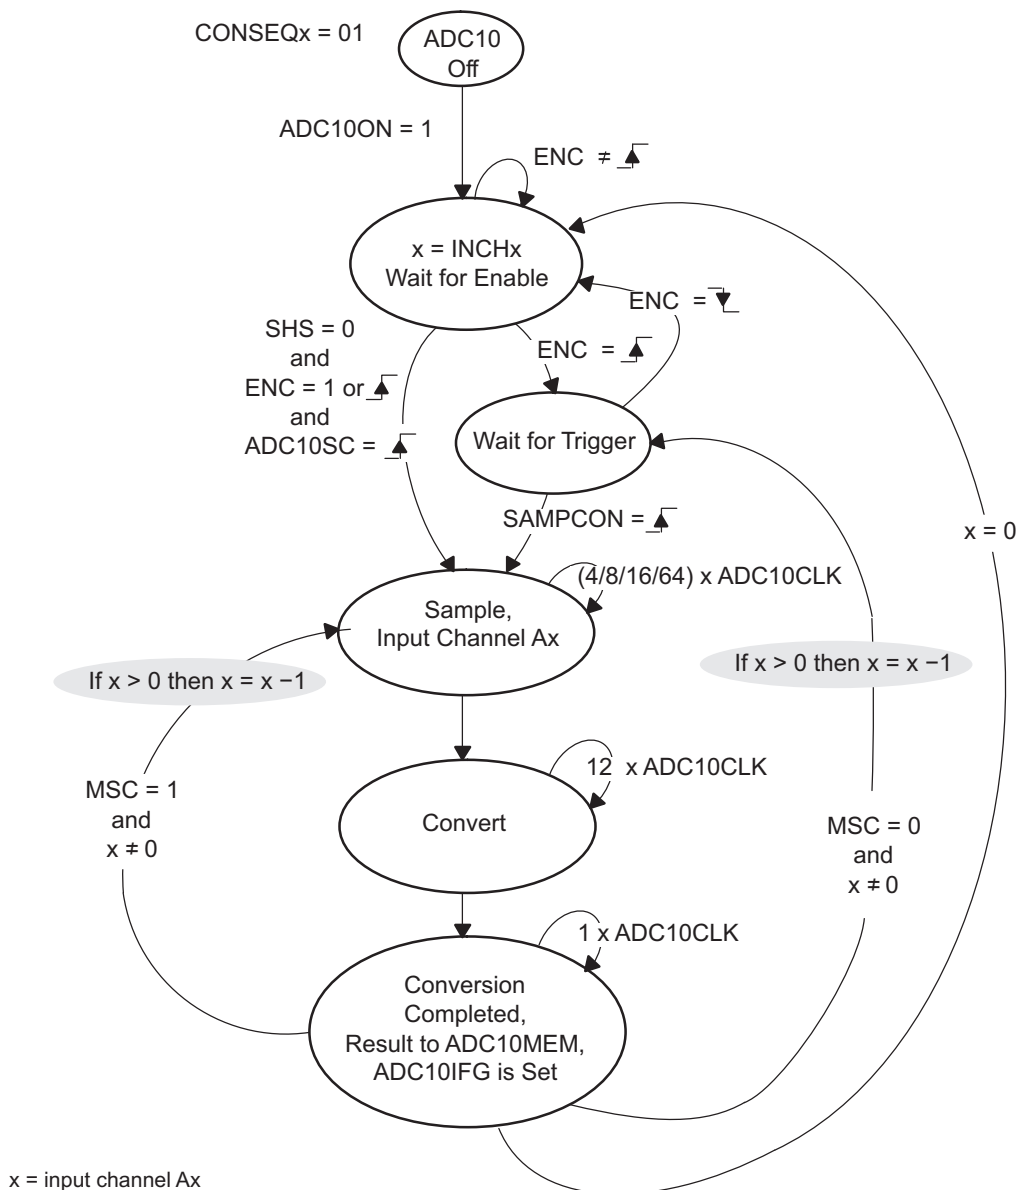 CONSEQx = 01
ADC10
Off
ADC10ON = 1
ENC ≠
x = INCHx
Wait for Enable
ENC =
SHS = 0
and
ENC = 1 or
and
ADC10SC =
ENC =
Wait for Trigger
SAMPCON =
x = 0
(4/8/16/64) x ADC10CLK
Sample,
Input Channel Ax
If x > 0 then x = x −1
If x > 0 then x = x −1
12 x ADC10CLK
Convert
MSC = 1
and
x ≠ 0
MSC = 0
and
x ≠ 0
1 x ADC10CLK
Conversion
Completed,
Result to ADC10MEM,
ADC10IFG is Set
x = input channel Ax